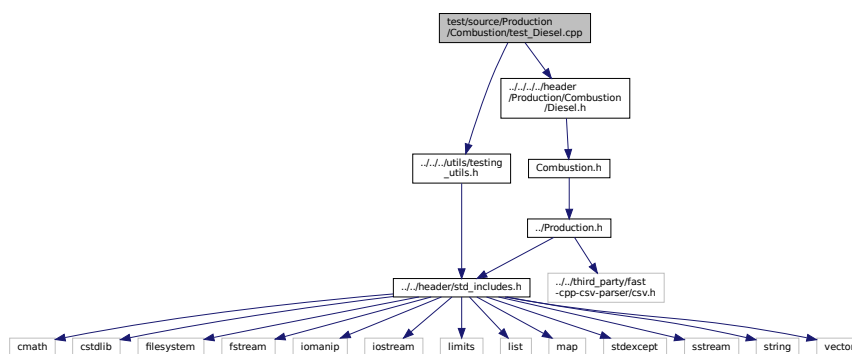 test/source/Production
/Combustion/test_Diesel.cpp
../../../../header
/Production/Combustion
/Diesel.h
../../../utils/testing
_utils.h
Combustion.h
../Production.h
../../header/std_includes.h
../../third_party/fast
-cpp-csv-parser/csv.h
cmath
cstdlib
filesystem
fstream
iomanip
iostream
limits
list
map
stdexcept
sstream
string
vector